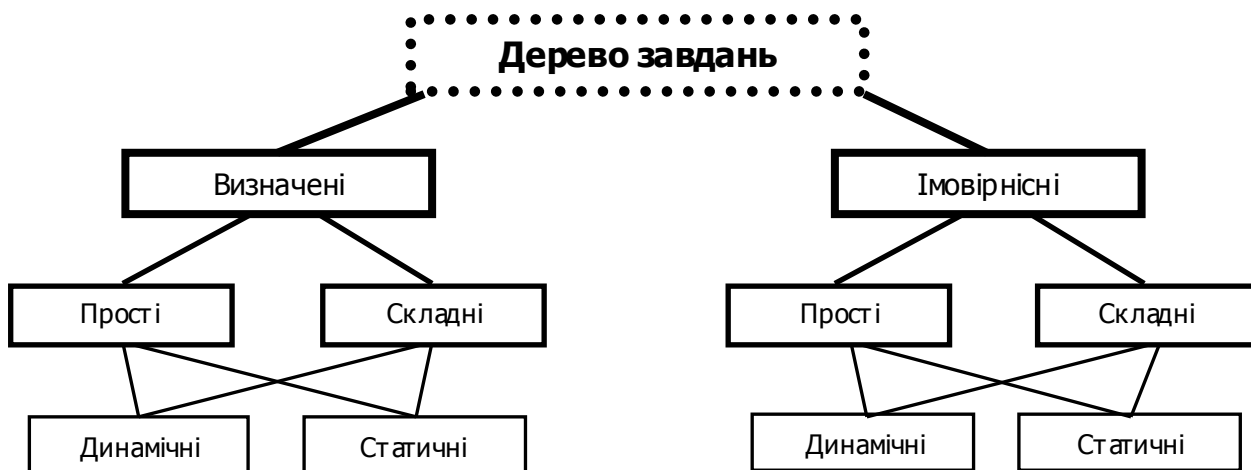 Дерево завдань
Визначені
Імовірнісні
Прості
Складні
Прості
Складні
Динамічні
Статичні
Динамічні
Статичні